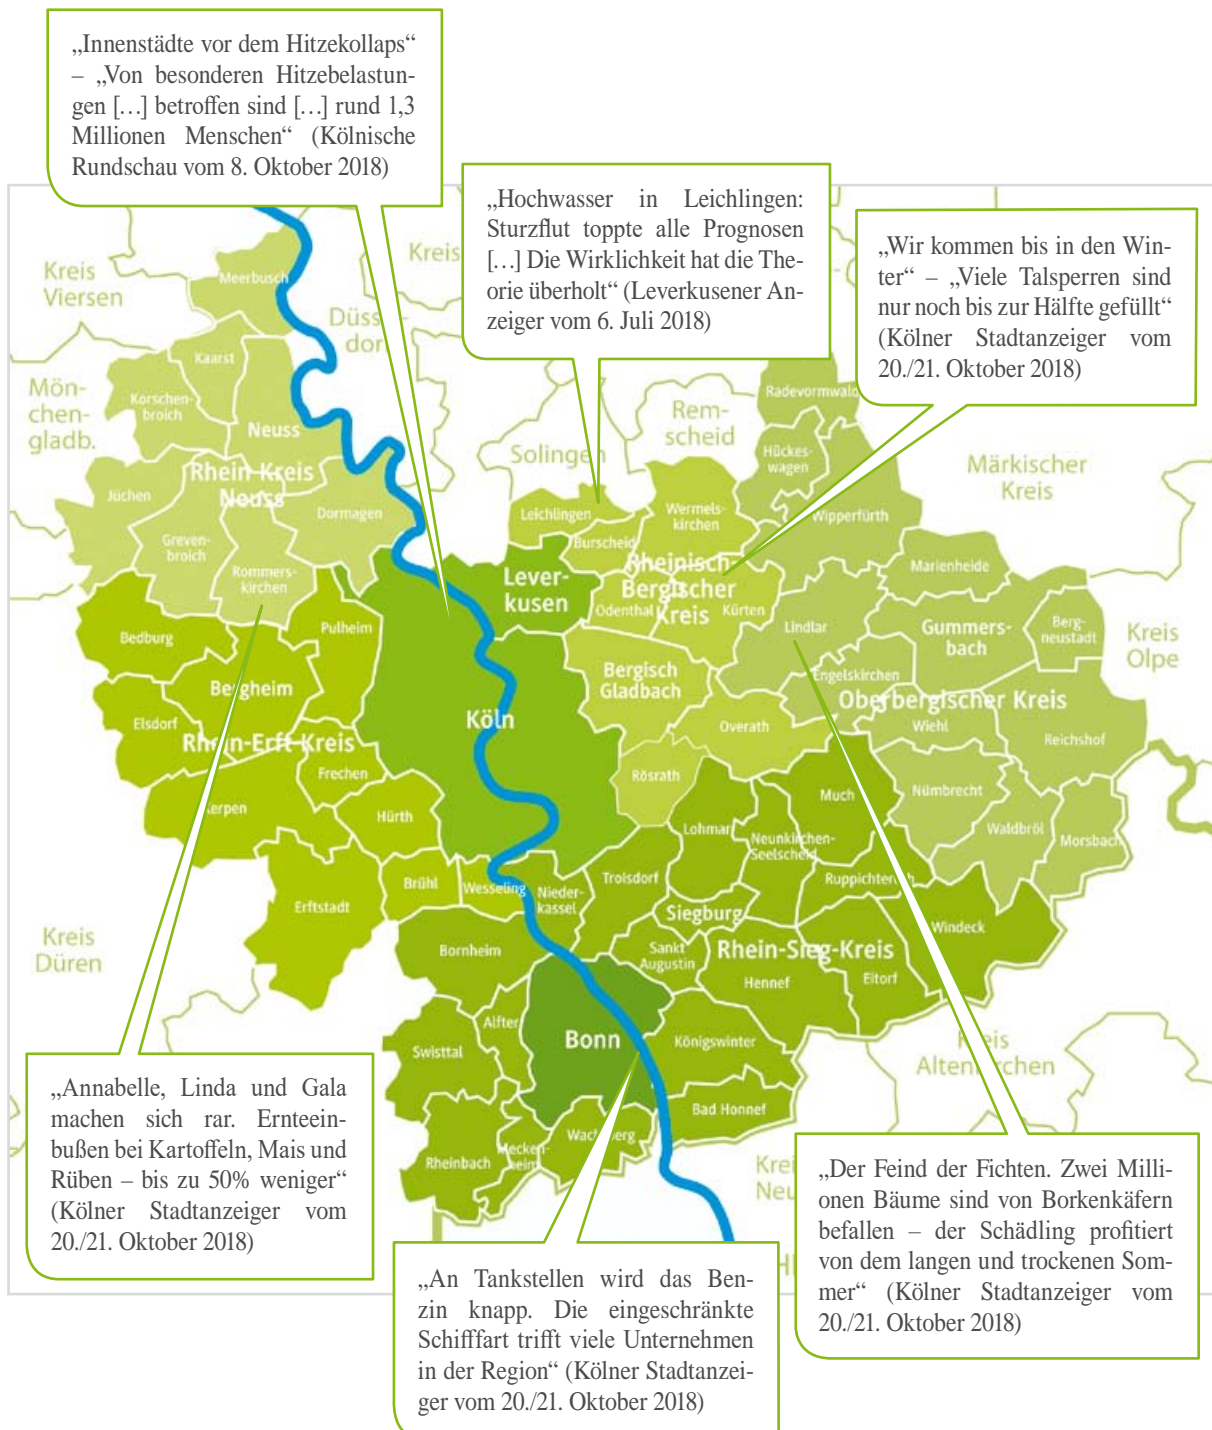 „Innenstädte vor dem Hitzekollaps“
– „Von besonderen Hitzebelastun-
gen […] betroffen sind […] rund 1,3
Millionen Menschen“ (Kölnische
Rundschau vom 8. Oktober 2018)
„Hochwasser in Leichlingen:
Sturzflut toppte alle Prognosen
[…] Die Wirklichkeit hat die The-
orie überholt“ (Leverkusener An-
zeiger vom 6. Juli 2018)
„Wir kommen bis in den Win-
ter“ – „Viele Talsperren sind
nur noch bis zur Hälfte gefüllt“
(Kölner Stadtanzeiger vom
20./21. Oktober 2018)
Kreis
Viersen
Meerbusch
Kreis
Kaarst
Mön-
chen-
gladb.
Korschen-
broich
Neuss
Rhein-Kreis
Neuss
Jüchen
Greven-
broich
Dormagen
Rommers-
kirchen
Solingen
Rem-
scheid
Radevormwald
Hückes-
wagen
Märkischer
Kreis
Leichlingen
Wermels-
kirchen
Wipperfürth
Burscheid
Rheinisch-
Bergischer
Kreis
Lever-
kusen
Odenthal
Kürten
Marienheide
Lindlar
Gummers-
bach
Berg-
neustadt
Kreis
Olpe
Bedburg
Pulheim
Bergheim
Bergisch
Gladbach
Engelskirchen
Oberbergischer Kreis
Elsdorf
Rhein-Erft-Kreis
Köln
Overath
Wiehl
Reichshof
Frechen
Rösrath
Kerpen
Hürth
Much
Nümbrecht
Lohmar
Neunkirchen-
Seelscheid
Waldbröl
Morsbach
Brühl
Wesseling
Nieder-
kassel
Troisdorf
Ruppichteroth
Erftstadt
Siegburg
Windeck
Kreis
Düren
Bornheim
Sankt
Augustin
Rhein-Sieg-Kreis
Hennef
Eitorf
Alfter
Bonn
Königswinter
Kreis
Altenkirchen
Swisttal
Bad Honnef
Wachtberg
Mecken-
heim
Rheinbach
„Annabelle, Linda und Gala
machen sich rar. Ernteein-
bußen bei Kartoffeln, Mais und
Rüben – bis zu 50% weniger“
(Kölner Stadtanzeiger vom
20./21. Oktober 2018)
„Der Feind der Fichten. Zwei Milli-
onen Bäume sind von Borkenkäfern
befallen – der Schädling profitiert
von dem langen und trockenen Som-
mer“ (Kölner Stadtanzeiger vom
20./21. Oktober 2018)
„An Tankstellen wird das Ben-
zin knapp. Die eingeschränkte
Schifffart trifft viele Unternehmen
in der Region“ (Kölner Stadtanzei-
ger vom 20./21. Oktober 2018)